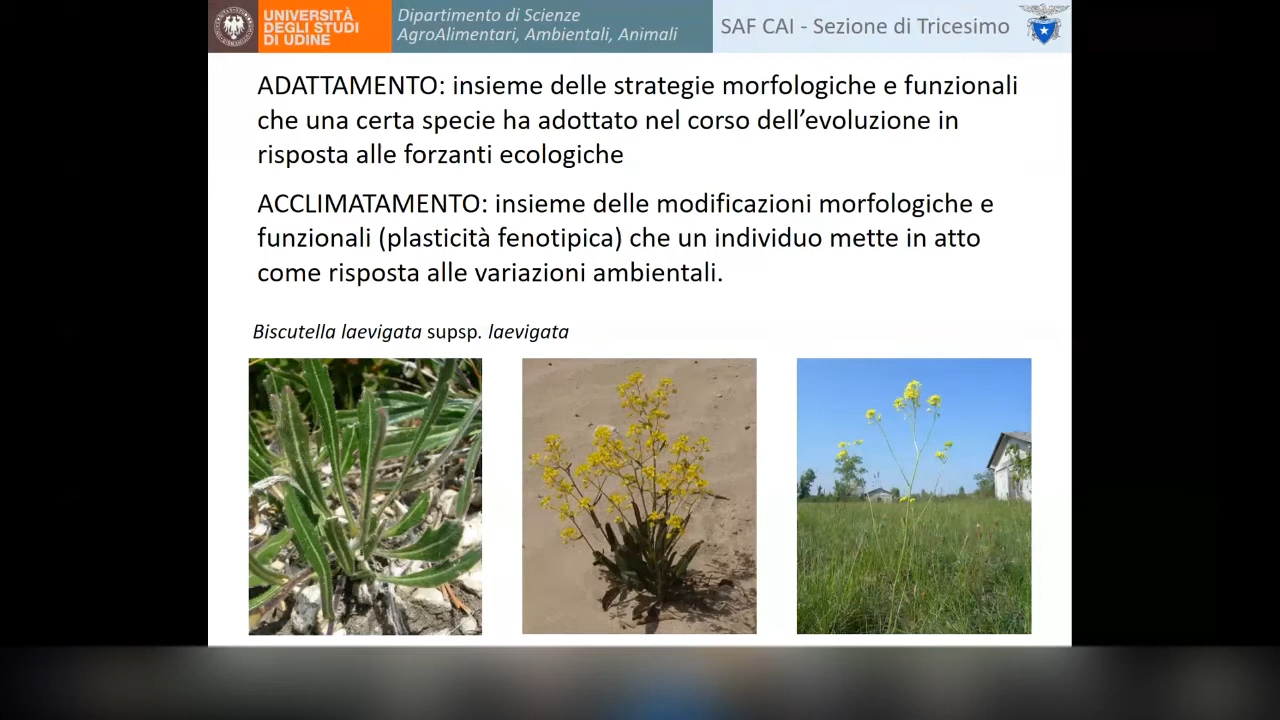 UNIVERSITÀ
DEGLI STUDI
DI UDINE
Dipartimento di Scienze
AgroAlimentari, Ambientali, Animali
SAF CAI - Sezione di Tricesimo
ADATTAMENTO: insieme delle strategie morfologiche e funzionali
che una certa specie ha adottato nel corso dell’evoluzione in
risposta alle forzanti ecologiche
ACCLIMATAMENTO: insieme delle modificazioni morfologiche e
funzionali (plasticità fenotipica) che un individuo mette in atto
come risposta alle variazioni ambientali.
Biscutella laevigata supsp. laevigata